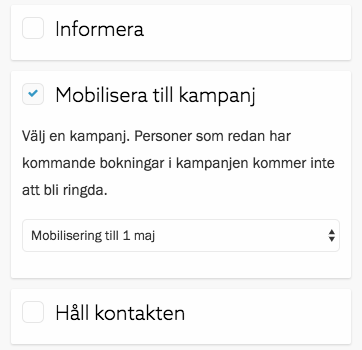 Informera
Mobilisera till kampanj
Välj en kampanj. Personer som redan har
kommande bokningar i kampanjen kommer inte
att bli ringda.
Mobilisering till 1 maj
Håll kontakten